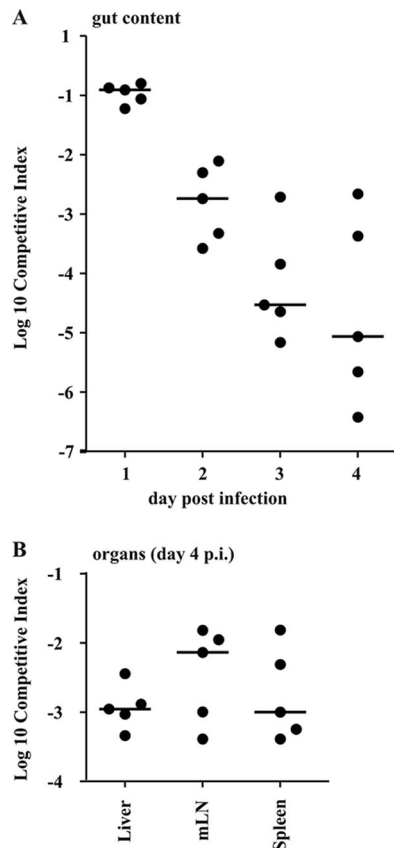 A
gut content
Log 10 Competitive Index
1
-1
-2
-3
-4
-5
-6
-7
1 2 3 4
day post infection
B
organs (day 4 p.i.)
Log 10 Competitive Index
-1
-2
-3
-4
Liver
mLN
Spleen